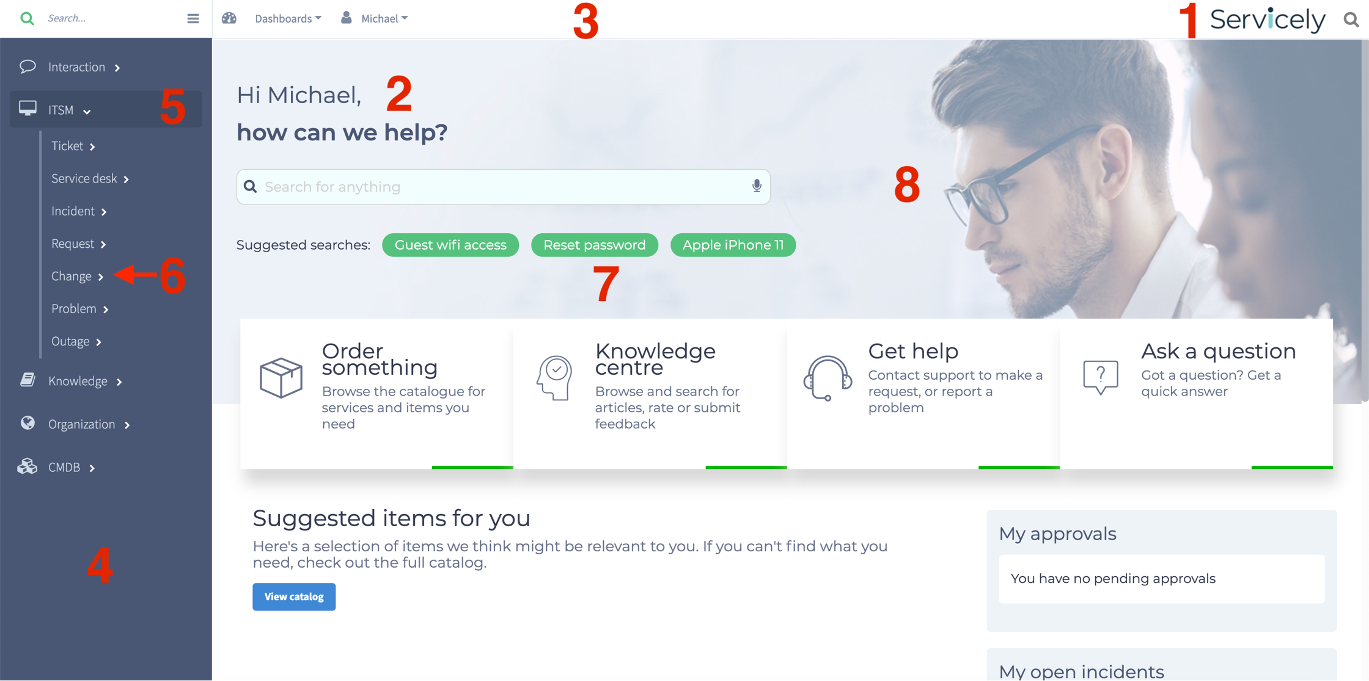 Search...
Dashboards
Michael
3
1
Servicely
Interaction
ITSM
5
Ticket
Service desk
Incident
Request
Change
6
Problem
Outage
Knowledge
Organization
CMDB
4
Hi Michael,
2
how can we help?
Search for anything
8
Suggested searches:
Guest wifi access
Reset password
Apple iPhone 11
7
Order
something
Browse the catalogue for
services and items you
need
Knowledge
centre
Browse and search for
articles, rate or submit
feedback
Get help
Contact support to make a
request, or report a
problem
Ask a question
?
Got a question? Get a
quick answer
Suggested items for you
Here's a selection of items we think might be relevant to you. If you can't find what you
need, check out the full catalog.
View catalog
My approvals
You have no pending approvals
My open incidents